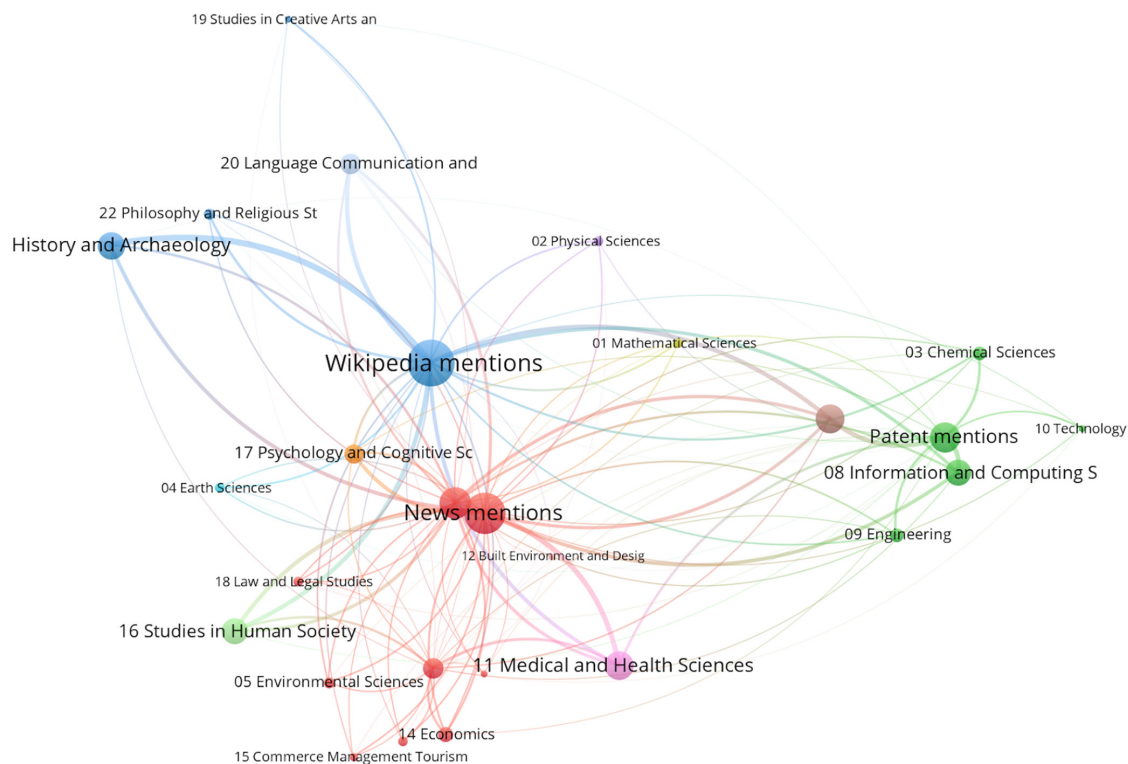 19 Studies in Creative Arts an
20 Language Communication and
22 Philosophy and Religious St
History and Archaeology
02 Physical Sciences
01 Mathematical Sciences
03 Chemical Sciences
Wikipedia mentions
10 Technology
Patent mentions
17 Psychology and Cognitive Sc
08 Information and Computing S
04 Earth Sciences
News mentions
09 Engineering
12 Built Environment and Desig
18 Law and Legal Studies
16 Studies in Human Society
11 Medical and Health Sciences
05 Environmental Sciences
14 Economics
15 Commerce Management Tourism